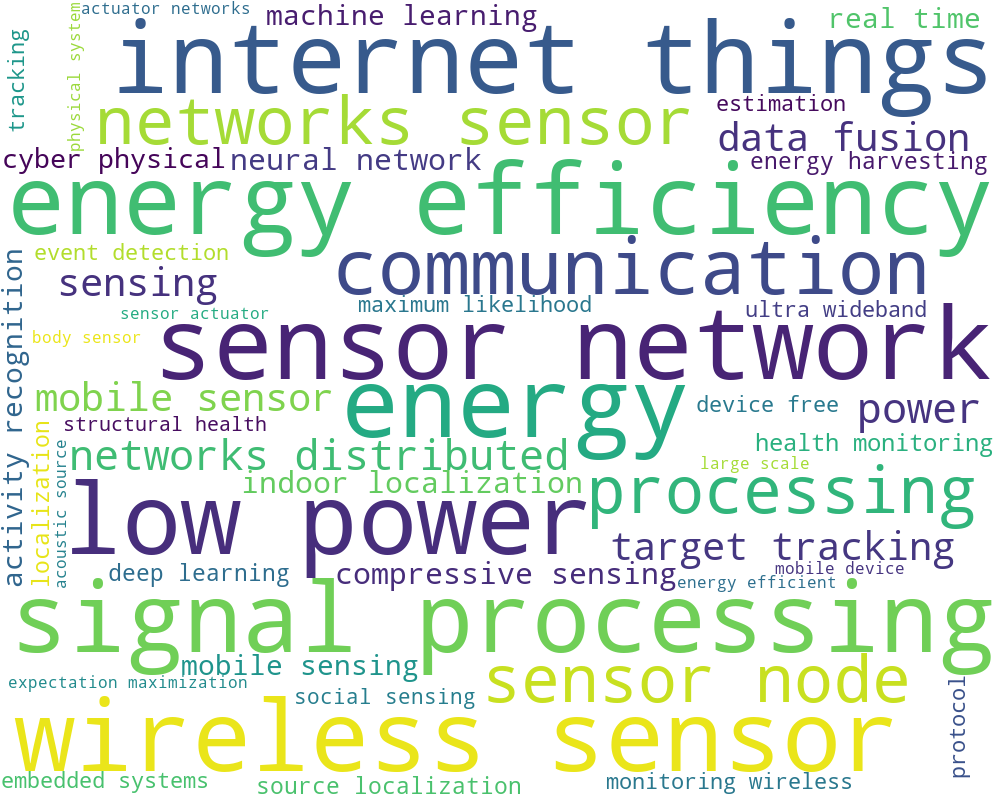 actuator networks
machine learning
real time
internet things
tracking
physical system
networks sensor
estimation
data fusion
cyber physical
neural network
energy harvesting
energy efficiency
event detection
communication
sensing
maximum likelihood
ultra wideband
sensor actuator
body sensor
sensor network
activity recognition
mobile sensor
energy
device free
power
structural health
health monitoring
networks distributed
large scale
localization
acoustic source
indoor localization
processing
low power
target tracking
deep learning
compressive sensing
mobile device
energy efficient
signal processing
mobile sensing
sensor node
expectation maximization
social sensing
protocol
wireless sensor
embedded systems
source localization
monitoring wireless